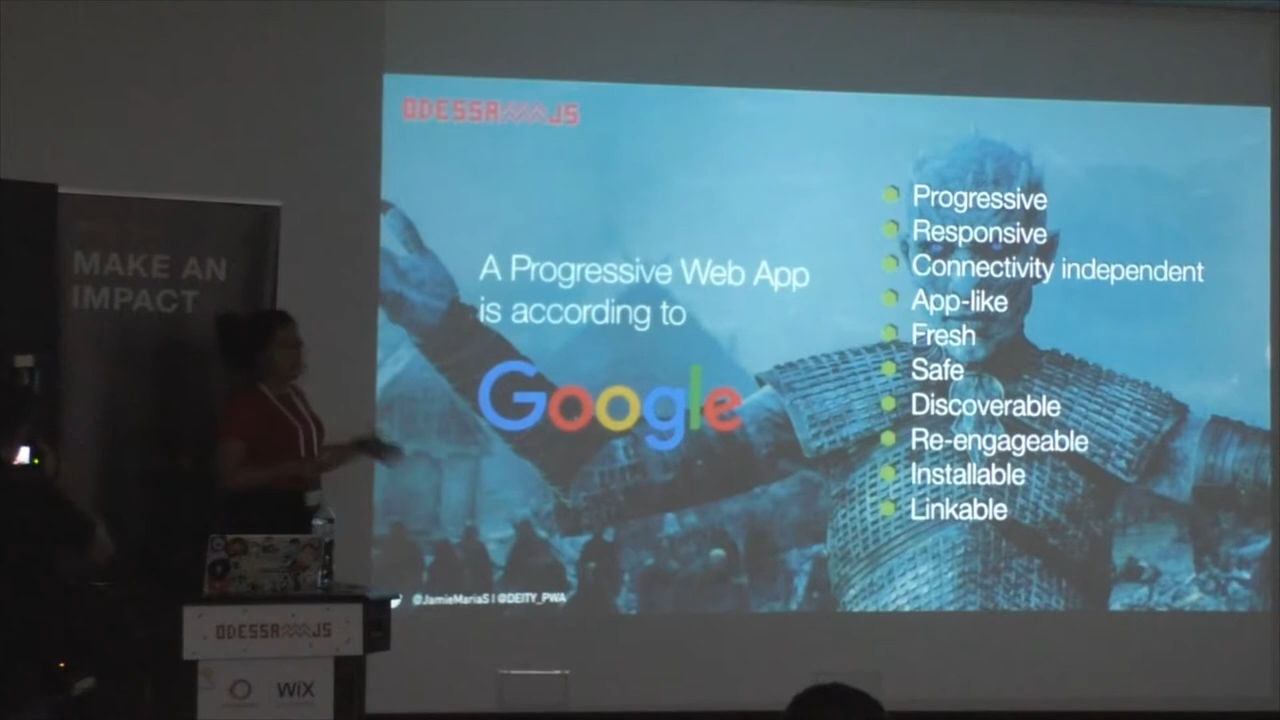 ODESSA JS
MAKE AN
IMPACT
A Progressive Web App
is according to
Google
Progressive
Responsive
Connectivity independent
App-like
Fresh
Safe
Discoverable
Re-engageable
Installable
Linkable
@JamieMariaS | @DEITY_PWA
ODESSA JS
WiX